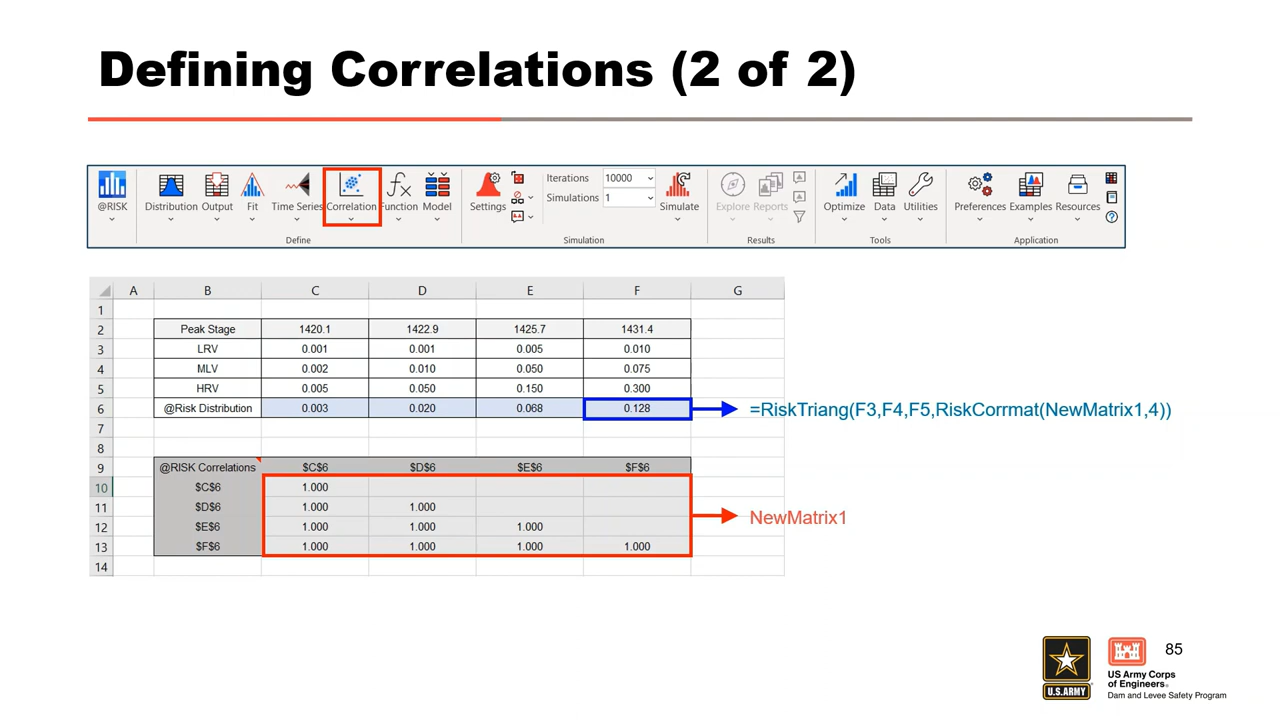 Defining Correlations (2 of 2)
@RISK Distribution Output Fit Time Series Correlation Function Model Settings Iterations 10000 Simulations 1 Simulate Explore Reports Optimize Data Utilities Preferences Examples Resources
Define Simulation Results Tools Application
A B C D E F G
1
2 Peak Stage 1420.1 1422.9 1425.7 1431.4
3 LRV 0.001 0.001 0.005 0.010
4 MLV 0.002 0.010 0.050 0.075
5 HRV 0.005 0.050 0.150 0.300
6 @Risk Distribution 0.003 0.020 0.068 0.128 =RiskTriang(F3,F4,F5,RiskCorrmat(NewMatrix1,4))
7
8
9 @RISK Correlations $C$6 $D$6 $E$6 $F$6
10 $C$6 1.000
11 $D$6 1.000 1.000
12 $E$6 1.000 1.000 1.000 NewMatrix1
13 $F$6 1.000 1.000 1.000 1.000
14
U.S.ARMY
US Army Corps
of Engineers®
Dam and Levee Safety Program
85